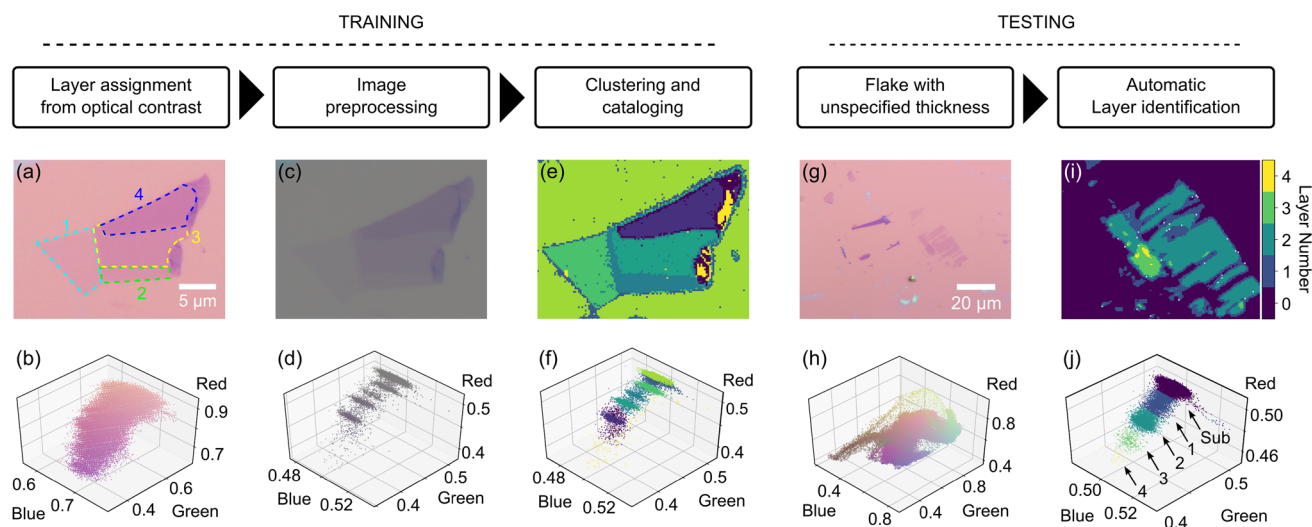 TRAINING
TESTING
Layer assignment
from optical contrast
Image
preprocessing
Clustering and
cataloging
Flake with
unspecified thickness
Automatic
Layer identification
(a)
4
1
3
2
5 µm
(c)
(e)
(g)
20 µm
(i)
4
3
2
1
0
Layer Number
(b)
Red
0.9
0.7
0.6
0.6
0.7
Blue
0.4
Green
(d)
Red
0.5
0.4
0.48
0.5
0.52
Blue
0.4
Green
(f)
Red
0.5
0.4
0.48
0.5
0.52
Blue
0.4
Green
(h)
Red
0.8
0.4
0.4
0.8
Blue
0.8
0.4
Green
(j)
Red
0.50
0.46
Sub
1
2
3
4
0.50
0.5
0.52
Blue
0.4
Green